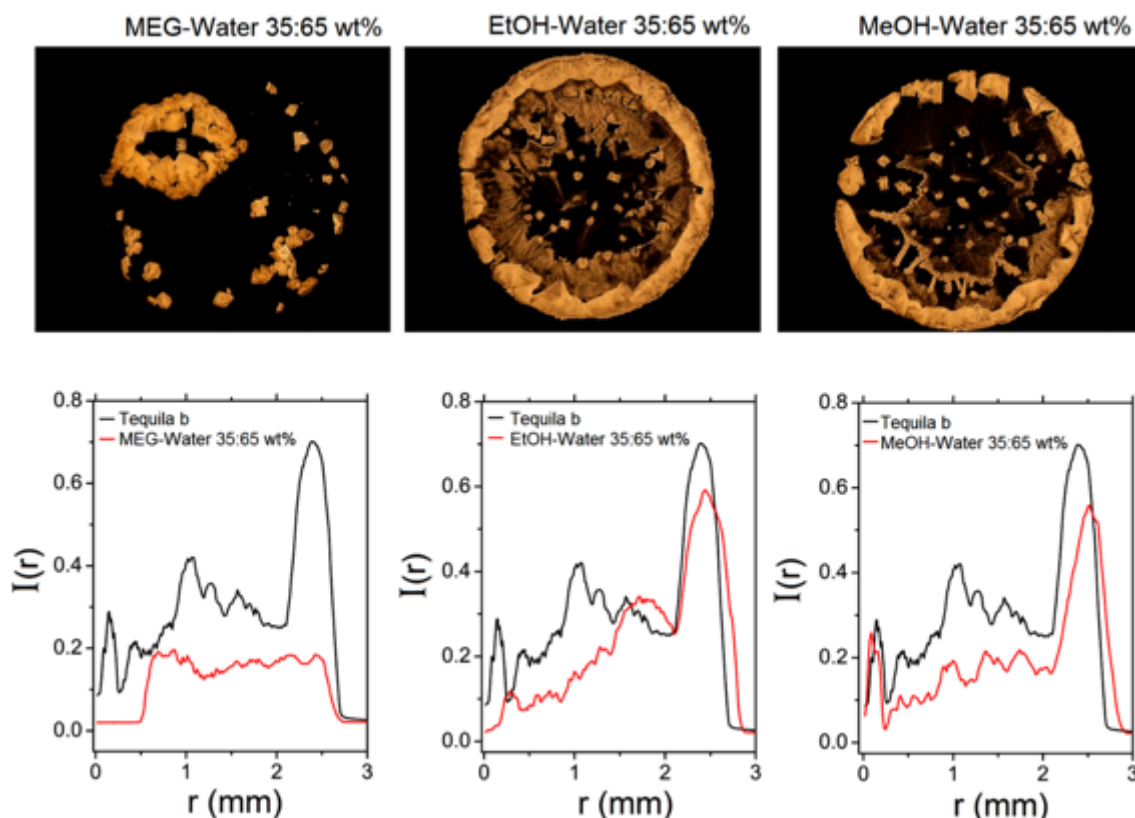 MEG-Water 35:65 wt%
EtOH-Water 35:65 wt%
MeOH-Water 35:65 wt%
0.8
0.6
0.4
0.2
0.0
I(r)
Tequila b
MEG-Water 35:65 wt%
0 1 2 3
r (mm)
0.8
0.6
0.4
0.2
0.0
I(r)
Tequila b
EtOH-Water 35:65 wt%
0 1 2 3
r (mm)
0.8
0.6
0.4
0.2
0.0
I(r)
Tequila b
MeOH-Water 35:65 wt%
0 1 2 3
r (mm)